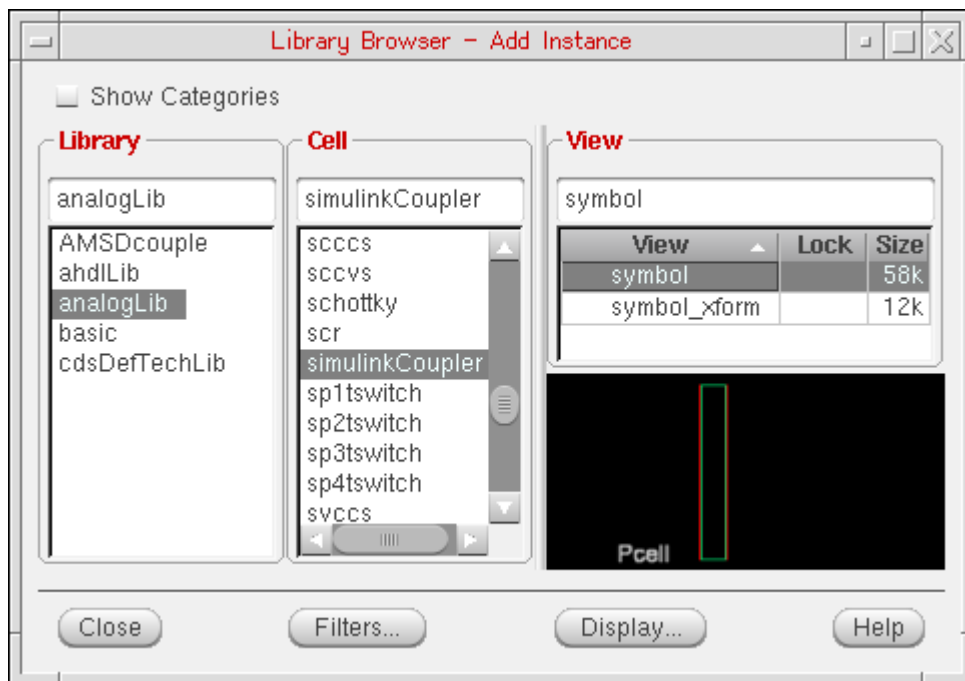 Library Browser - Add Instance
Show Categories
Library
analogLib
AMSDcouple
ahdlLib
analogLib
basic
cdsDefTechLib
Cell
simulinkCoupler
scccs
sccvs
schottky
scr
simulinkCoupler
sp1tswitch
sp2tswitch
sp3tswitch
sp4tswitch
svccs
View
symbol
View Lock Size
symbol 58k
symbol_xform 12k
Pcell
Close Filters... Display... Help